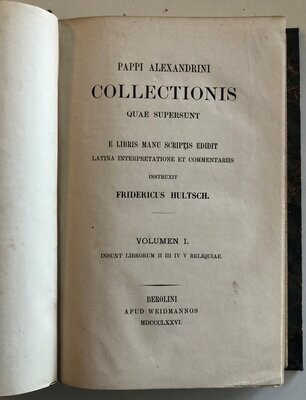 PAPPI ALEXANDRINI
COLLECTIONIS
QUAE SUPERSUNT
E LIBRIS MANU SCRIPTIS EDIDIT
LATINA INTERPRETATIONE ET COMMENTARIIS
INSTRUXIT
FRIDERICUS HULTSCH.
VOLUMEN I.
INSUNT LIBRORUM II III IV V RELIQUIAE.
BEROLINI
APUD WEIDMANNOS
MDCCCLXXVI.